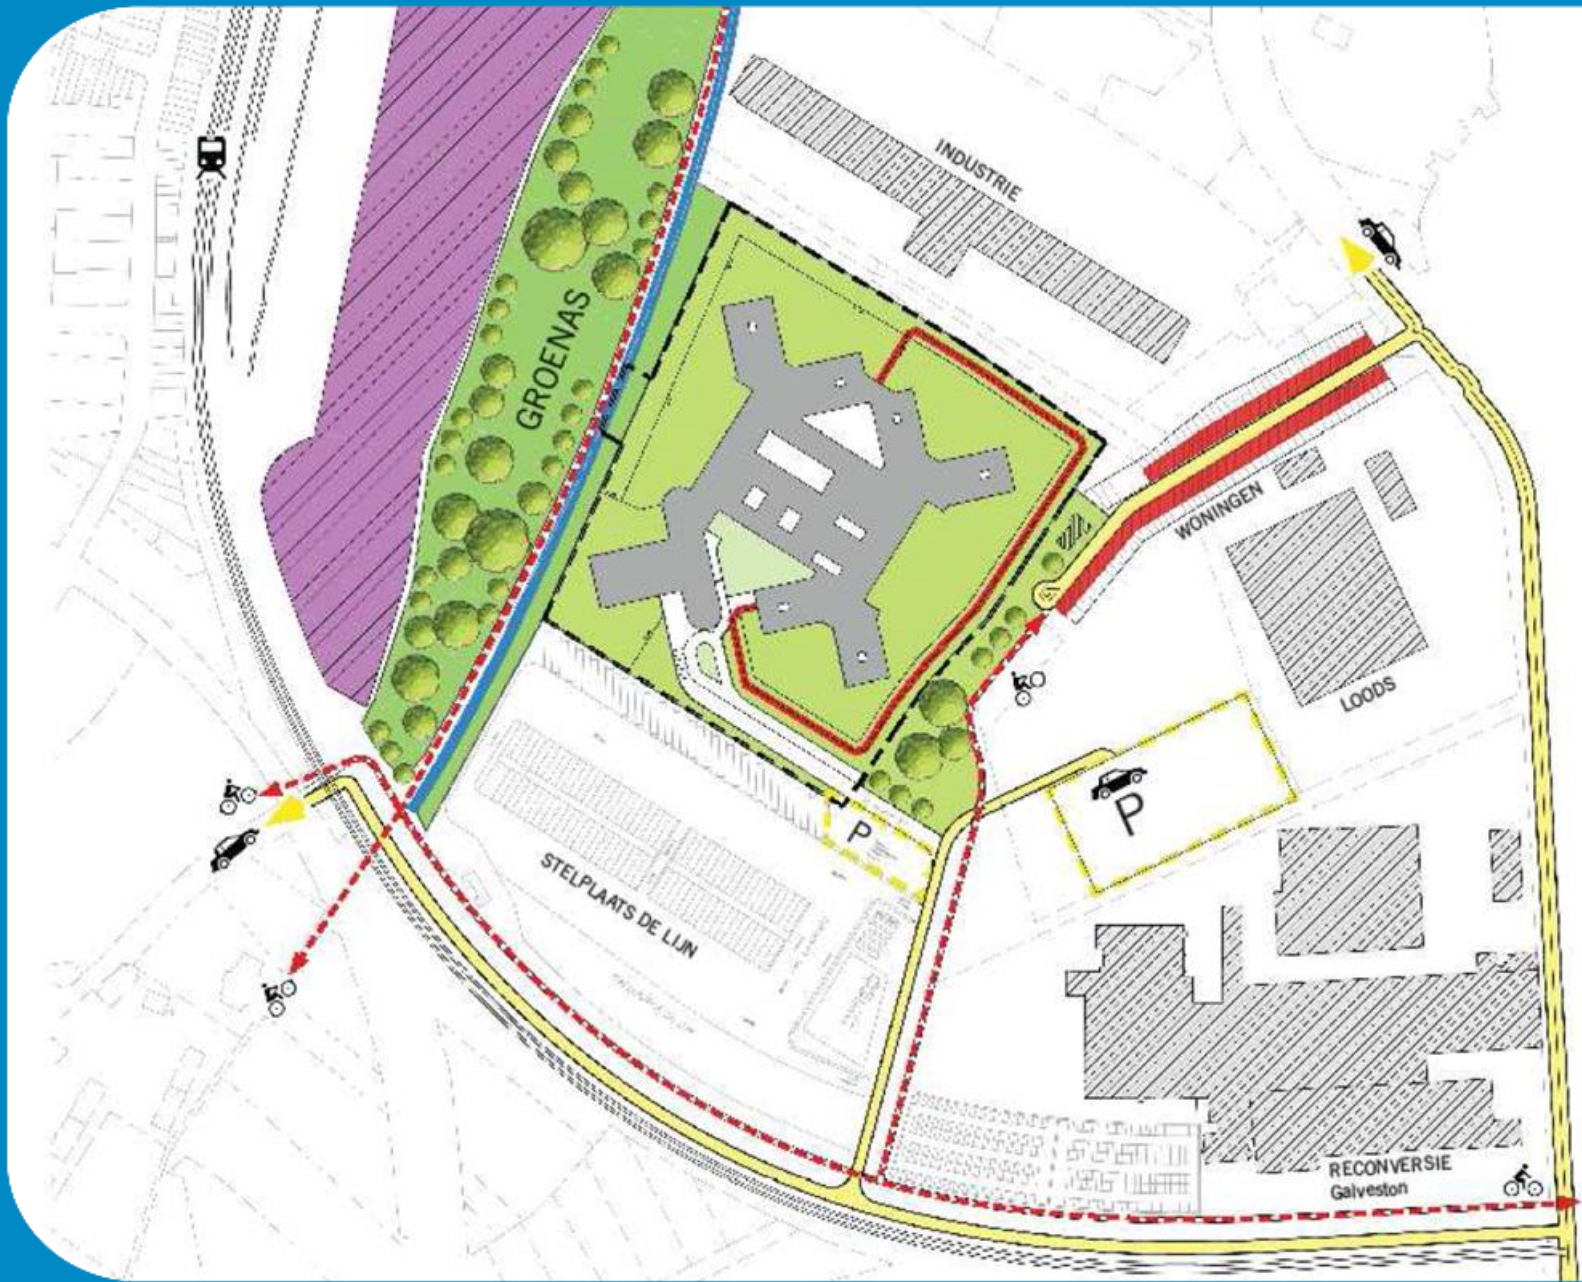 INDUSTRIE
GROENAS
WONINGEN
LOODS
P
P
STELPLAATS DE LIJN
RECONVERSIE
Galveston